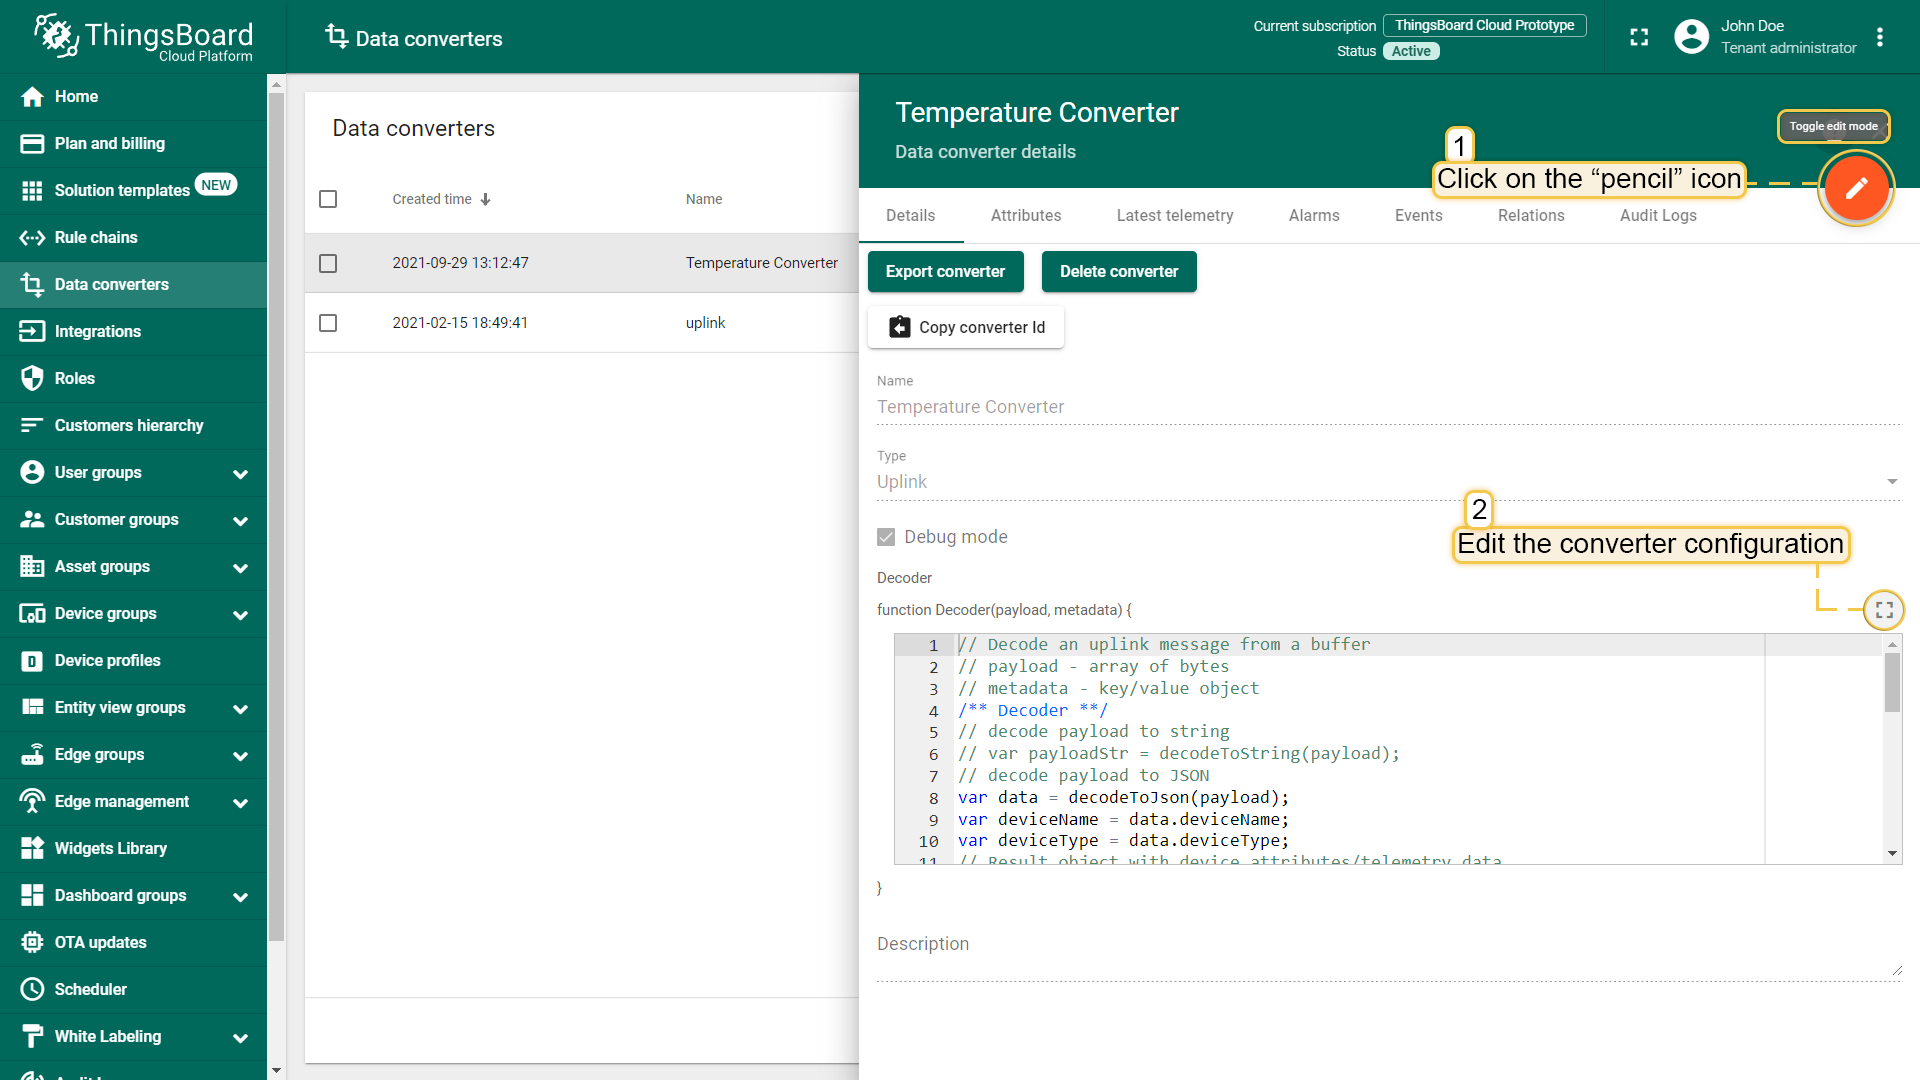 ThingsBoard
Cloud Platform
Data converters
Current subscription ThingsBoard Cloud Prototype
Status Active
John Doe
Tenant administrator
Home
Plan and billing
Solution templates NEW
Rule chains
Data converters
Integrations
Roles
Customers hierarchy
User groups
Customer groups
Asset groups
Device groups
Device profiles
Entity view groups
Edge groups
Edge management
Widgets Library
Dashboard groups
OTA updates
Scheduler
White Labeling
Data converters
Created time Name
2021-09-29 13:12:47 Temperature Converter
2021-02-15 18:49:41 uplink
Temperature Converter
Data converter details
Toggle edit mode
1
Click on the “pencil” icon
Details Attributes Latest telemetry Alarms Events Relations Audit Logs
Export converter Delete converter
Copy converter Id
Name
Temperature Converter
Type
Uplink
2
Edit the converter configuration
Debug mode
Decoder
function Decoder(payload, metadata) {
1 // Decode an uplink message from a buffer
2 // payload - array of bytes
3 // metadata - key/value object
4 /** Decoder **/
5 // decode payload to string
6 // var payloadStr = decodeToString(payload);
7 // decode payload to JSON
8 var data = decodeToJson(payload);
9 var deviceName = data.deviceName;
10 var deviceType = data.deviceType;
11 // Result object with device attributes/telemetry data
}
Description